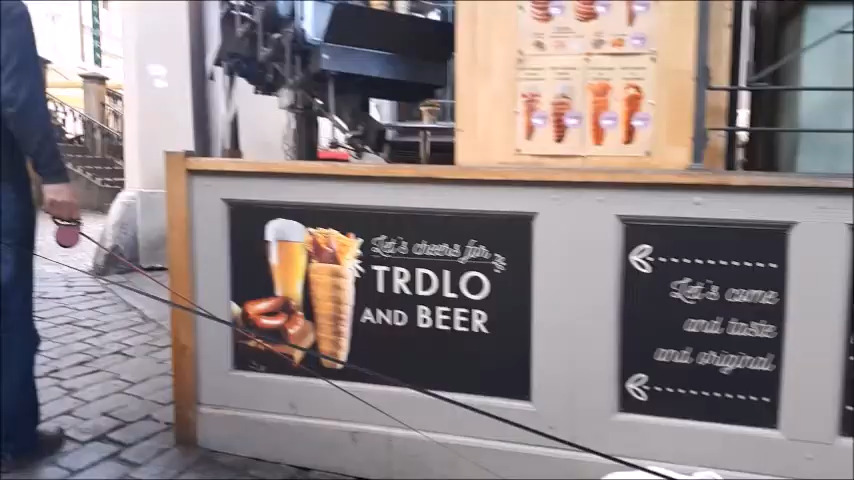 Let's cheers for
TRDLO
AND BEER
Let's come
and taste
and original